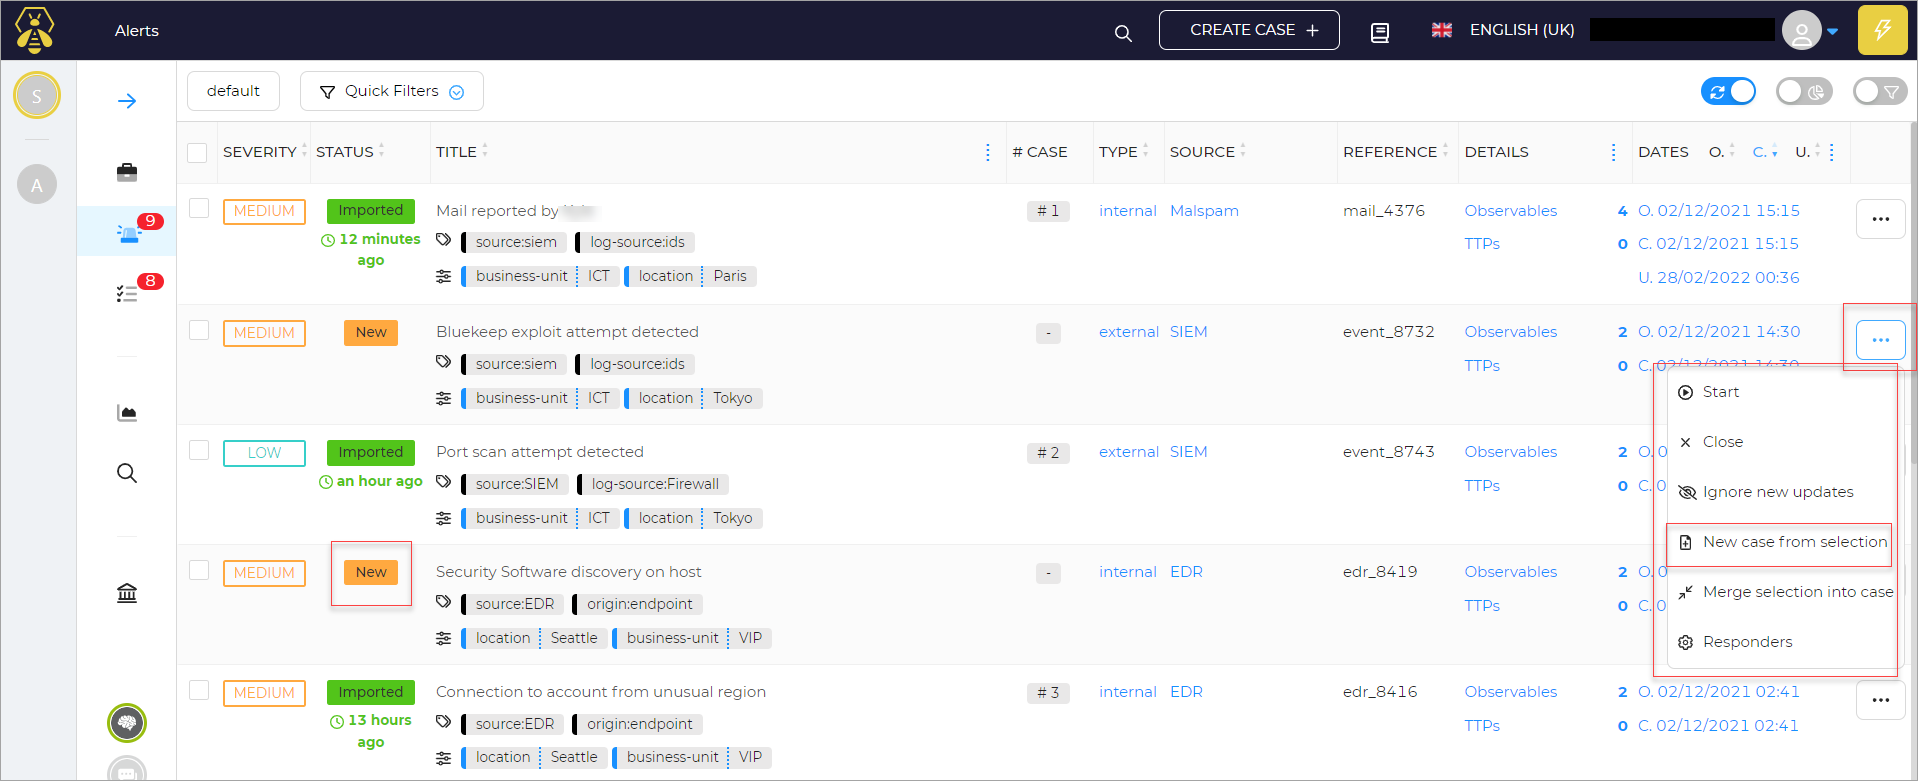 Alerts
CREATE CASE +
ENGLISH (UK)
S
A
9
8
default
Quick Filters
SEVERITY STATUS TITLE # CASE TYPE SOURCE REFERENCE DETAILS DATES O. C. U.
MEDIUM Imported Mail reported by # 1 internal Malspam mail_4376 Observables 4 O. 02/12/2021 15:15
12 minutes ago source:siem log-source:ids TTPs 0 C. 02/12/2021 15:15
business-unit ICT location Paris U. 28/02/2022 00:36
MEDIUM New Bluekeep exploit attempt detected - external SIEM event_8732 Observables 2 O. 02/12/2021 14:30
source:siem log-source:ids TTPs 0 C. 02/12/2021 14:30
business-unit ICT location Tokyo
LOW Imported Port scan attempt detected # 2 external SIEM event_8743 Observables 2 O. 0
an hour ago source:SIEM log-source:Firewall TTPs 0 C. 0
business-unit ICT location Tokyo
MEDIUM New Security Software discovery on host - internal EDR edr_8419 Observables 2 O. 0
source:EDR origin:endpoint TTPs 0 C. 0
location Seattle business-unit VIP
MEDIUM Imported Connection to account from unusual region # 3 internal EDR edr_8416 Observables 2 O. 02/12/2021 02:41
13 hours ago source:EDR origin:endpoint TTPs 0 C. 02/12/2021 02:41
location Seattle business-unit VIP
Start
Close
Ignore new updates
New case from selection
Merge selection into case
Responders